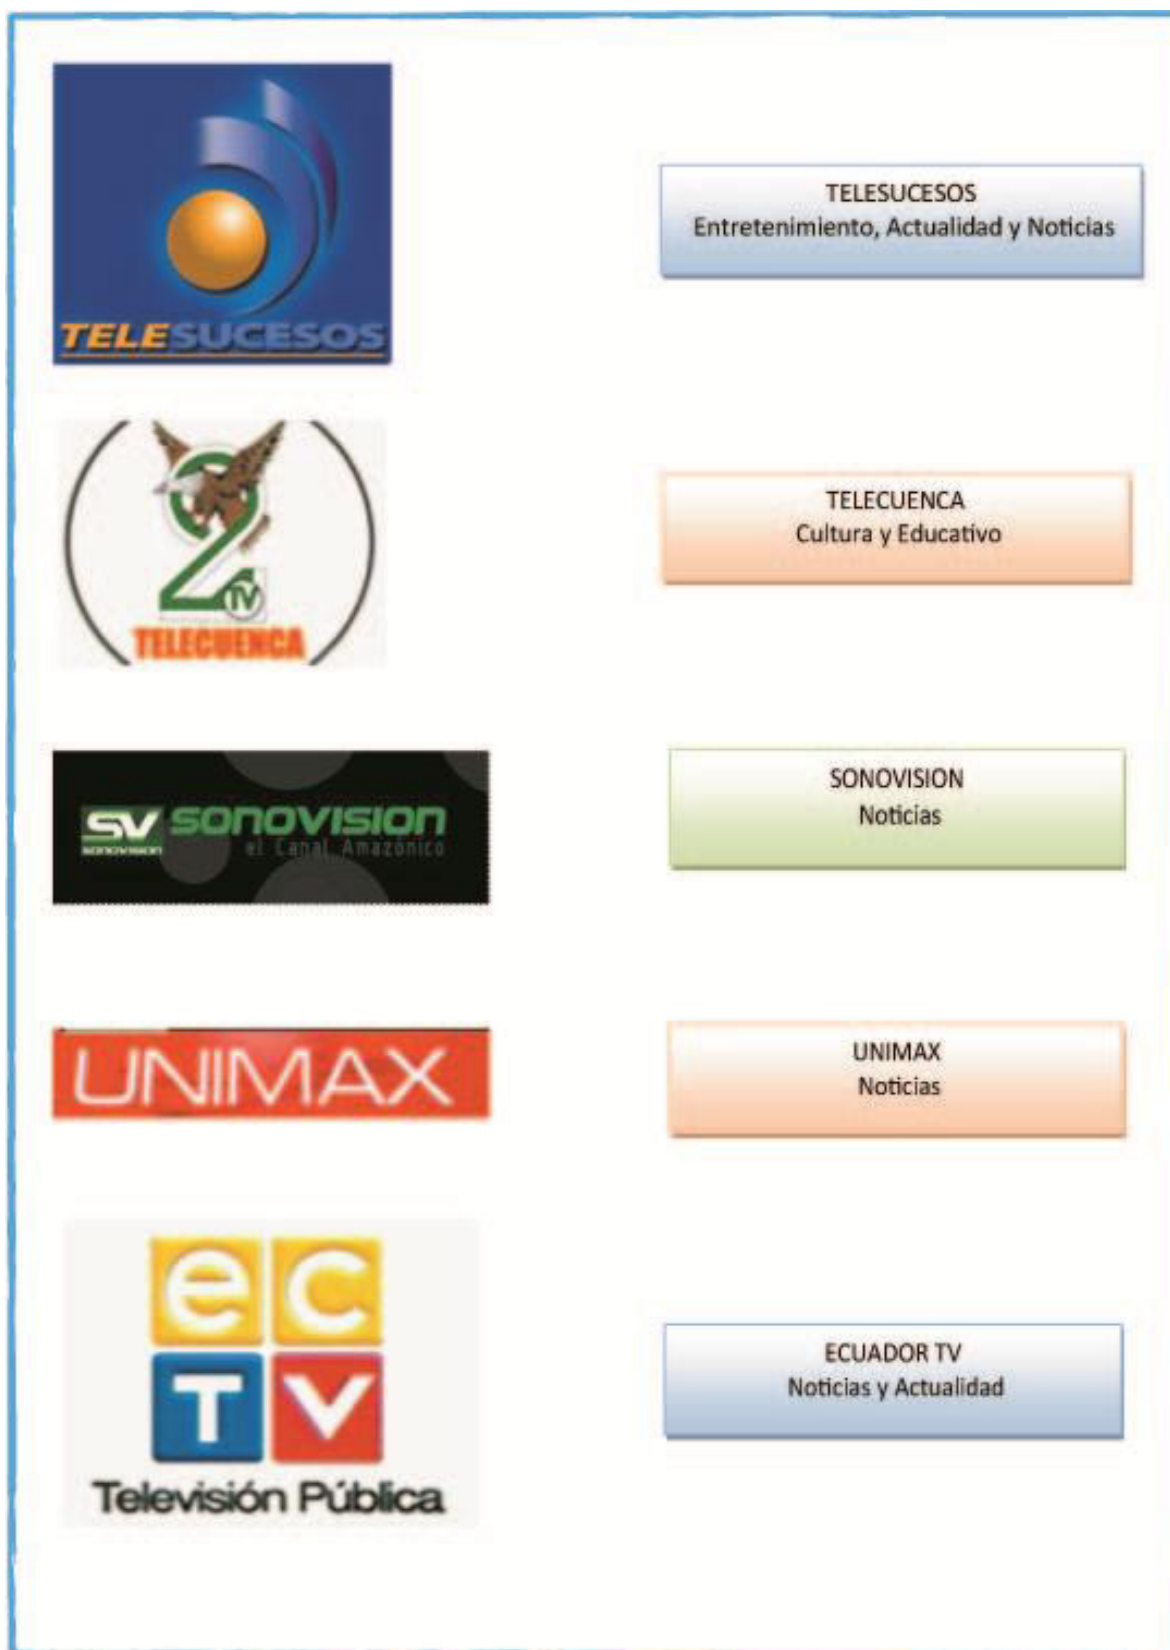 TELESUCESOS
TELESUCESOS
Entretenimiento, Actualidad y Noticias
2
TV
TELECUENCA
TELECUENCA
Cultura y Educativo
SV SONOVISION
SONOVISION
el Canal Amazónico
SONOVISION
Noticias
UNIMAX
UNIMAX
Noticias
ec
TV
Televisión Pública
ECUADOR TV
Noticias y Actualidad